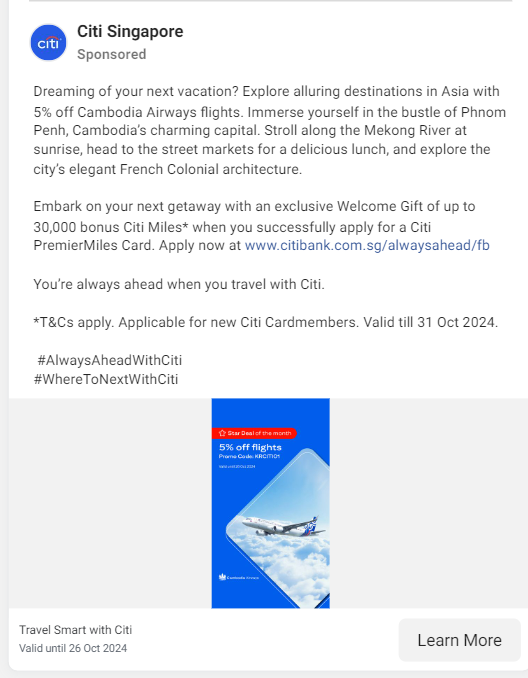 citi
Citi Singapore
Sponsored
Dreaming of your next vacation? Explore alluring destinations in Asia with
5% off Cambodia Airways flights. Immerse yourself in the bustle of Phnom
Penh, Cambodia's charming capital. Stroll along the Mekong River at
sunrise, head to the street markets for a delicious lunch, and explore the
city's elegant French Colonial architecture.
Embark on your next getaway with an exclusive Welcome Gift of up to
30,000 bonus Citi Miles* when you successfully apply for a Citi
PremierMiles Card. Apply now at www.citibank.com.sg/alwaysahead/fb
You're always ahead when you travel with Citi.
*T&Cs apply. Applicable for new Citi Cardmembers. Valid till 31 Oct 2024.
#AlwaysAheadWithCiti
#WhereToNextWithCiti
Star Deal of the month
5% off flights
Promo Code: KRCITI01
Cambodia Airways
Travel Smart with Citi
Valid until 26 Oct 2024
Learn More